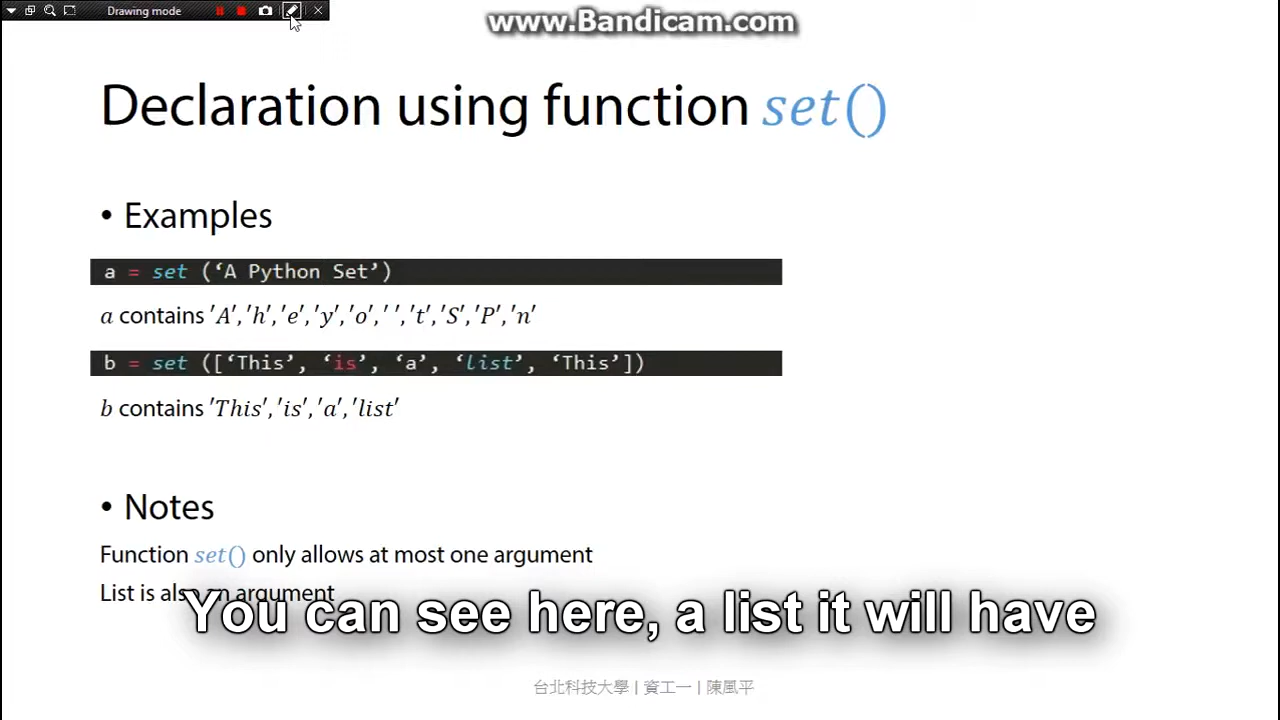 Drawing mode
www.Bandicam.com
Declaration using function set()
• Examples
a = set (‘A Python Set’)
a contains 'A','h','e','y','o',' ','t','S','P','n'
b = set ([‘This’, ‘is’, ‘a’, ‘list’, ‘This’])
b contains 'This','is','a','list'
• Notes
Function set() only allows at most one argument
List is also an argument
You can see here, a list it will have
台北科技大學 | 資工一 | 陳風平